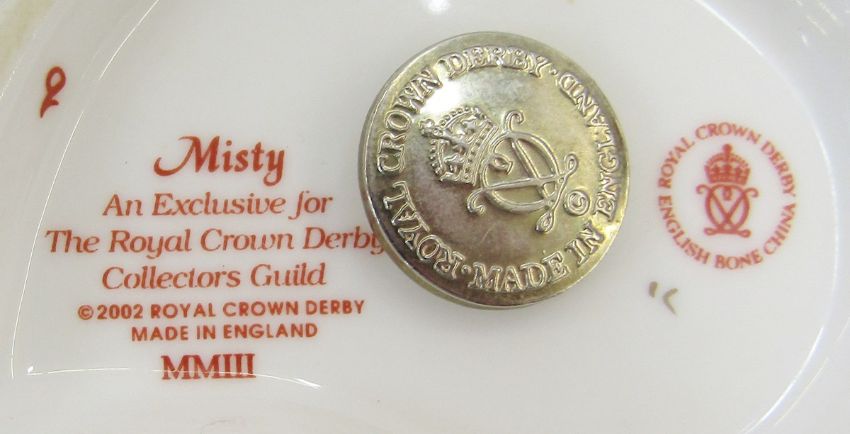 Misty
An Exclusive for
The Royal Crown Derby
Collectors Guild
©2002 ROYAL CROWN DERBY
MADE IN ENGLAND
MMIII
ROYAL CROWN DERBY · MADE IN ENGLAND ·
©
ROYAL CROWN DERBY
ENGLISH BONE CHINA